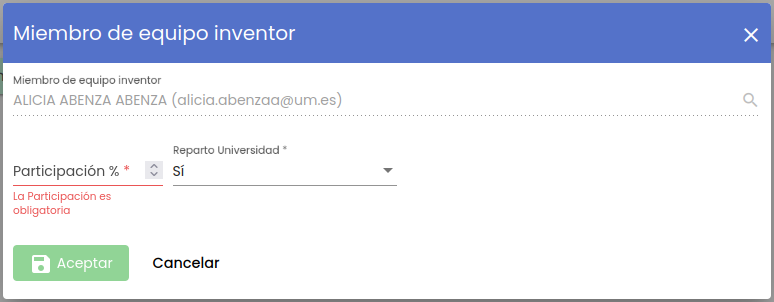 Miembro de equipo inventor
Miembro de equipo inventor
ALICIA ABENZA ABENZA (alicia.abenzaa@um.es)
Reparto Universidad *
Participación % *
Sí
La Participación es
obligatoria
Aceptar
Cancelar